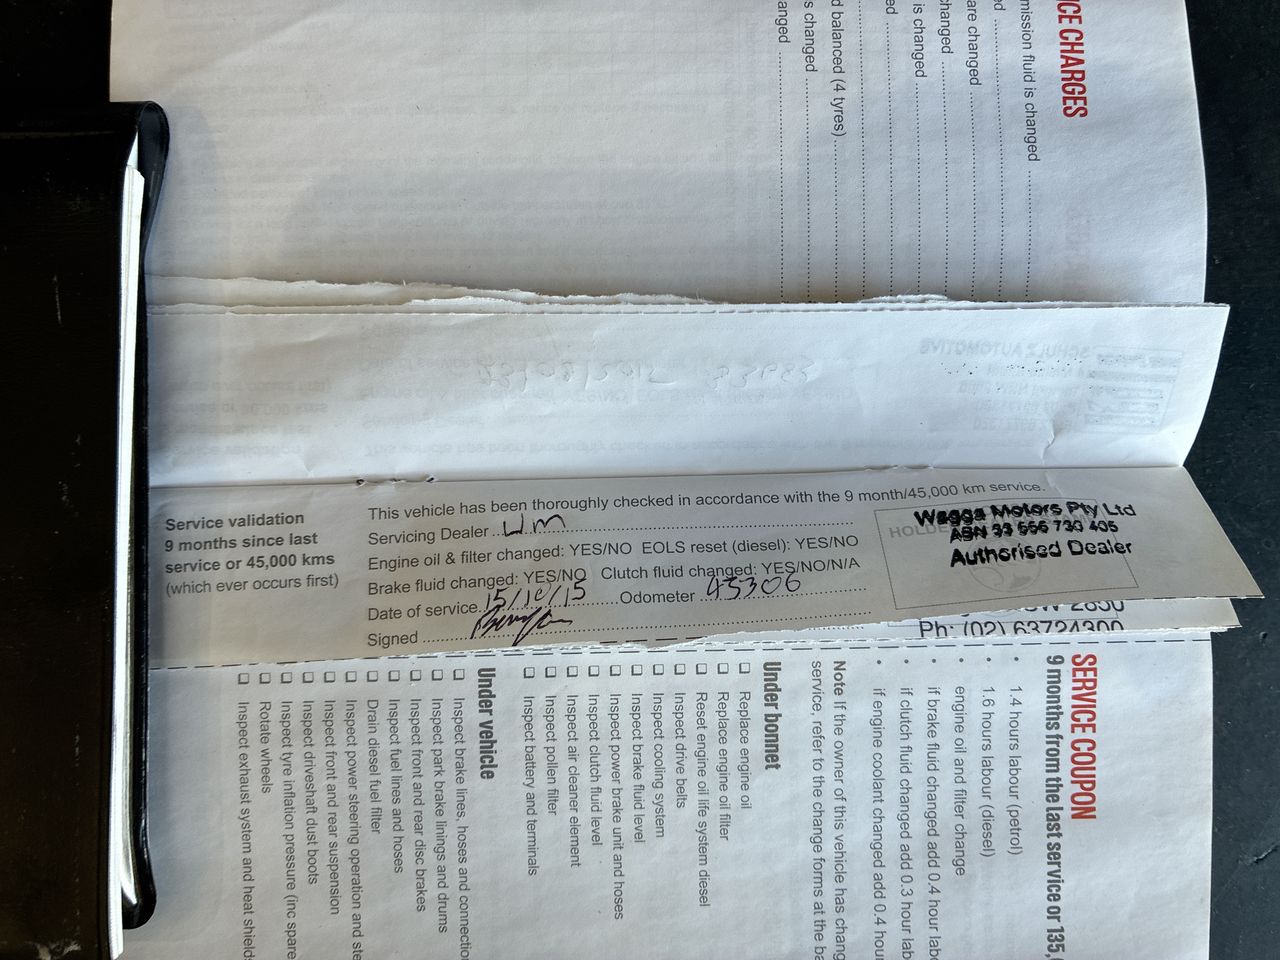 ICE CHARGES
mission fluid is changed
ed
are changed
changed
is changed
ed
d balanced (4 tyres)
s changed
anged
SCHULZ AUTOMOTIVE
Service validation
9 months since last
service or 45,000 kms
(which ever occurs first)
This vehicle has been thoroughly checked in accordance with the 9 month/45,000 km service.
Servicing Dealer WM
Engine oil & filter changed: YES/NO EOLS reset (diesel): YES/NO
Brake fluid changed: YES/NO Clutch fluid changed: YES/NO/N/A
Date of service 15/10/15 Odometer 45306
Signed
Wagga Motors Pty Ltd
ABN 33 666 730 405
Authorised Dealer
2650
Ph: (02) 63724300
SERVICE COUPON
9 months from the last service or 135,
• 1.4 hours labour (petrol)
• 1.6 hours labour (diesel)
• engine oil and filter change
• if brake fluid changed add 0.4 hour labo
• if clutch fluid changed add 0.3 hour lab
• if engine coolant changed add 0.4 hour
Note If the owner of this vehicle has chang
service, refer to the change forms at the ba
Under bonnet
❑ Replace engine oil
❑ Replace engine oil filter
❑ Reset engine oil life system diesel
❑ Inspect drive belts
❑ Inspect cooling system
❑ Inspect brake fluid level
❑ Inspect power brake unit and hoses
❑ Inspect clutch fluid level
❑ Inspect air cleaner element
❑ Inspect pollen filter
❑ Inspect battery and terminals
Under vehicle
❑ Inspect brake lines, hoses and connection
❑ Inspect park brake linings and drums
❑ Inspect front and rear disc brakes
❑ Inspect fuel lines and hoses
❑ Drain diesel fuel filter
❑ Inspect power steering operation and ste
❑ Inspect front and rear suspension
❑ Inspect driveshaft dust boots
❑ Inspect tyre inflation pressure (inc spare
❑ Rotate wheels
❑ Inspect exhaust system and heat shields